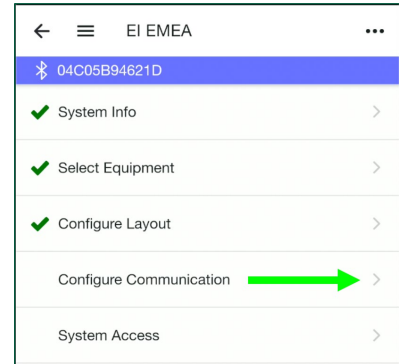 EI EMEA
04C05B94621D
System Info
Select Equipment
Configure Layout
Configure Communication
System Access